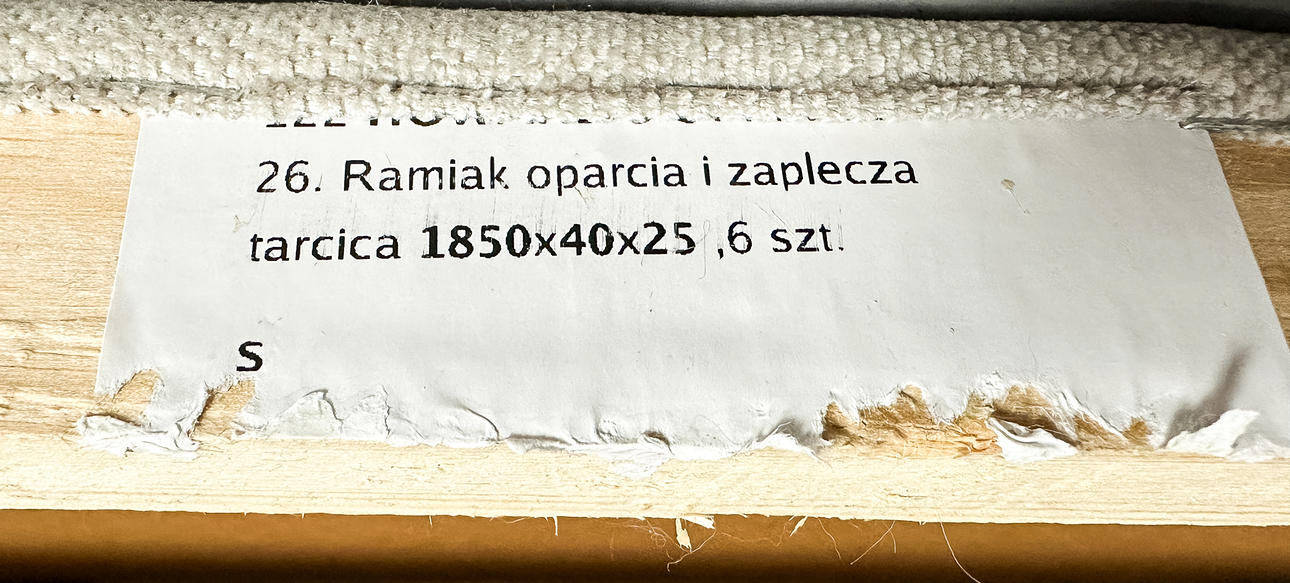 26. Ramiak oparcia i zaplecza
tarcica 1850x40x25 ,6 szt.
S